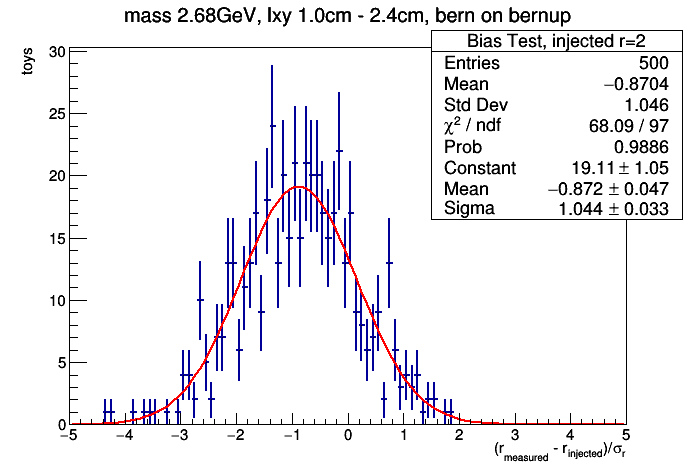 mass 2.68GeV, lxy 1.0cm - 2.4cm, bern on bernup
Bias Test, injected r=2
Entries 500
Mean −0.8704
Std Dev 1.046
χ² / ndf 68.09 / 97
Prob 0.9886
Constant 19.11 ± 1.05
Mean −0.872 ± 0.047
Sigma 1.044 ± 0.033
toys
30
25
20
15
10
5
0
−5 −4 −3 −2 −1 0 1 2 3 4 5
(r_measured - r_injected)/σ_r